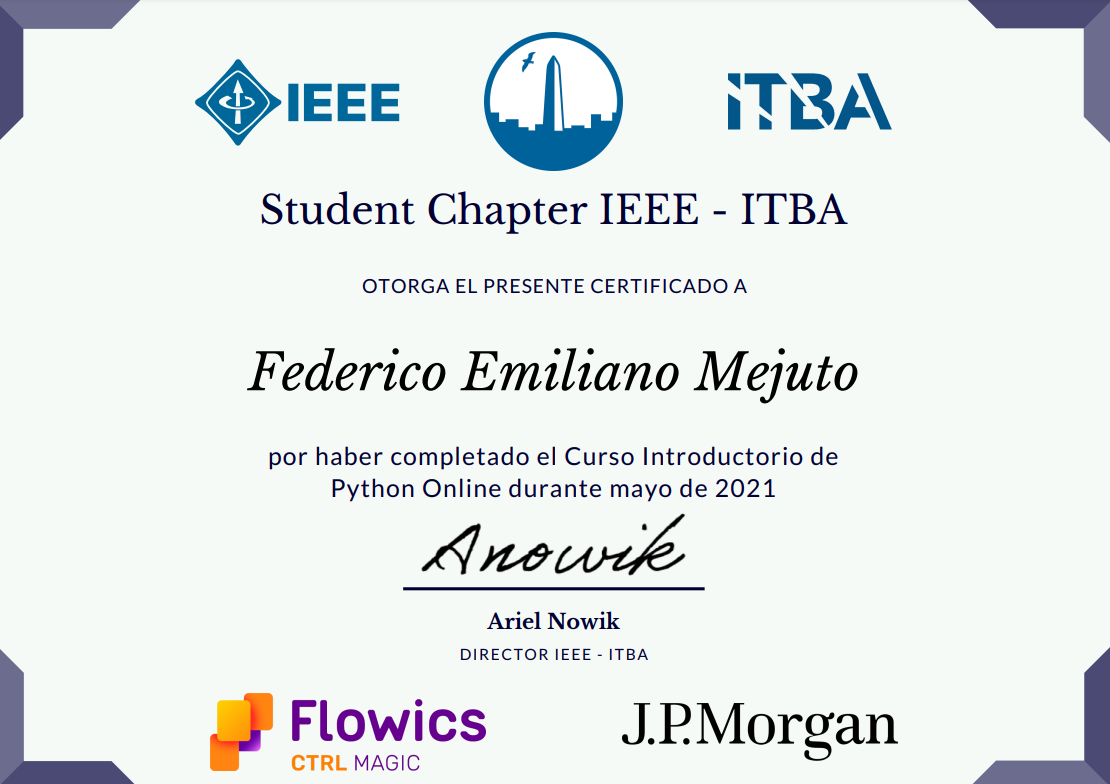 IEEE
ITBA
Student Chapter IEEE - ITBA
OTORGA EL PRESENTE CERTIFICADO A
Federico Emiliano Mejuto
por haber completado el Curso Introductorio de
Python Online durante mayo de 2021
Anowik
Ariel Nowik
DIRECTOR IEEE - ITBA
Flowics
CTRL MAGIC
J.P.Morgan